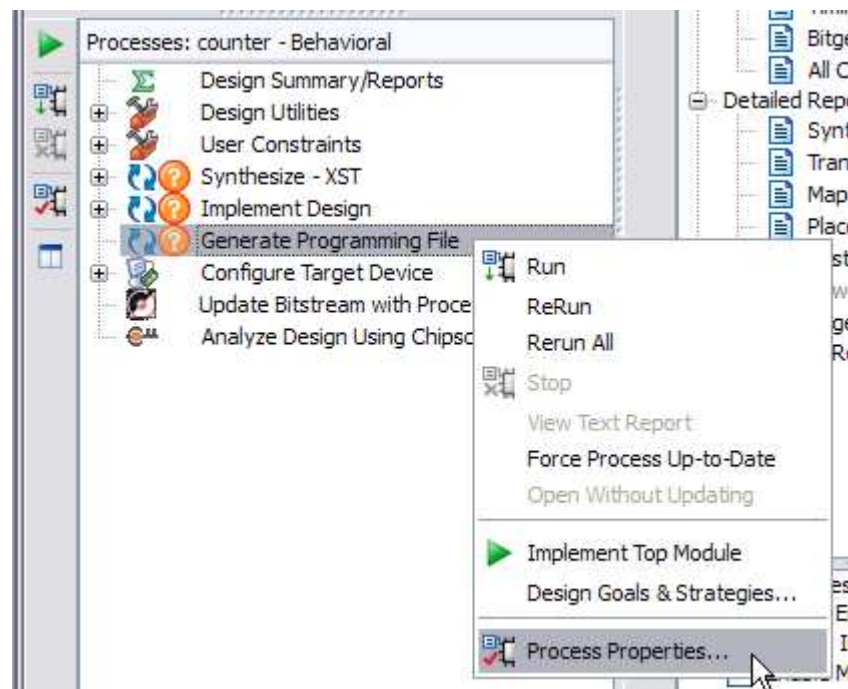 Processes: counter - Behavioral
Design Summary/Reports
Design Utilities
User Constraints
Synthesize - XST
Implement Design
Generate Programming File
Configure Target Device
Update Bitstream with Proce
Analyze Design Using Chipsc
Run
ReRun
Rerun All
Stop
View Text Report
Force Process Up-to-Date
Open Without Updating
Implement Top Module
Design Goals & Strategies...
Process Properties...
Bitge
All C
Detailed Repo
Synt
Tran
Map
Place